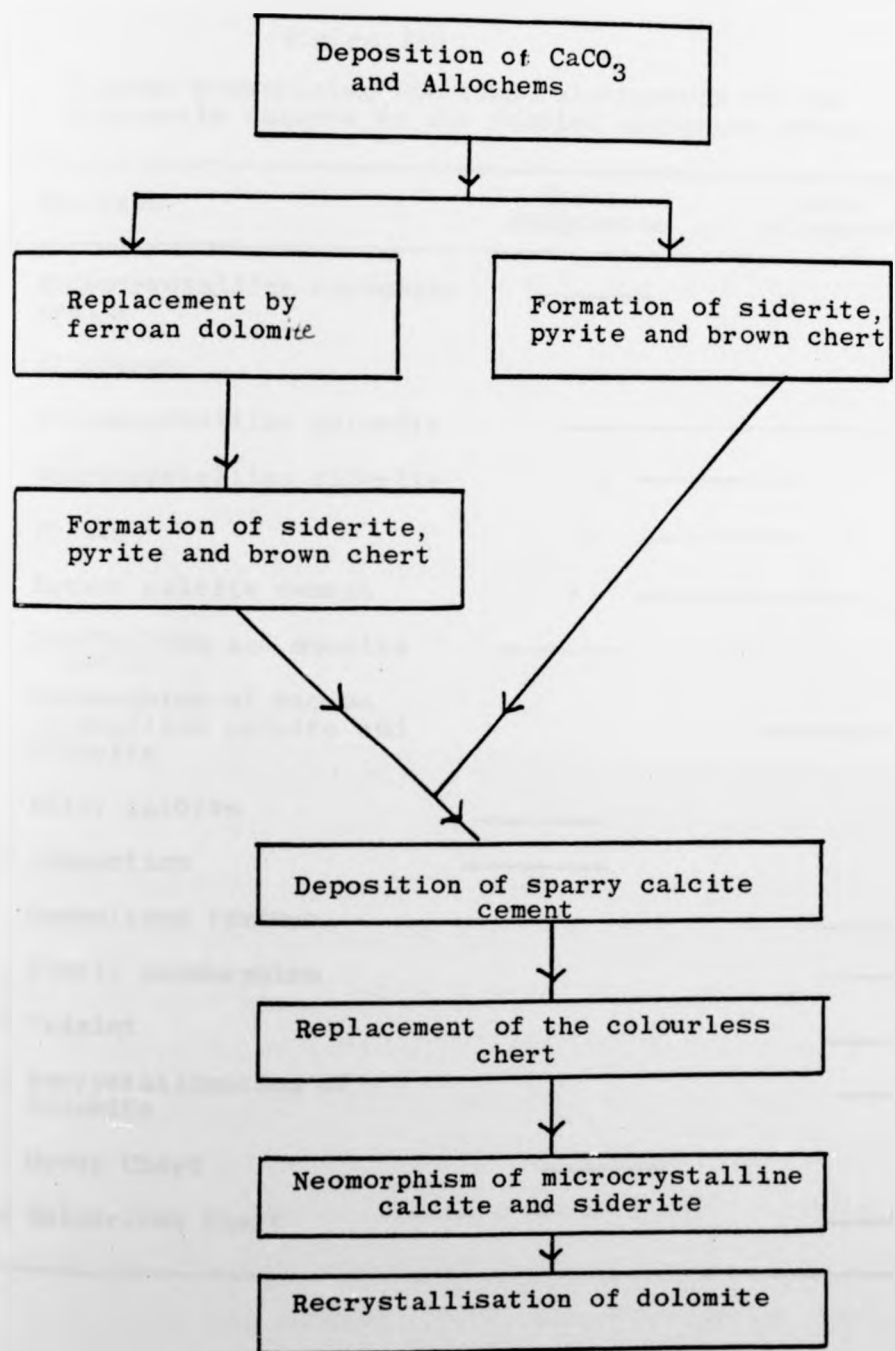 Deposition of CaCO3
and Allochems
Replacement by
ferroan dolomite
Formation of siderite,
pyrite and brown chert
Formation of siderite,
pyrite and brown chert
Deposition of sparry calcite
cement
Replacement of the colourless
chert
Neomorphism of microcrystalline
calcite and siderite
Recrystallisation of dolomite